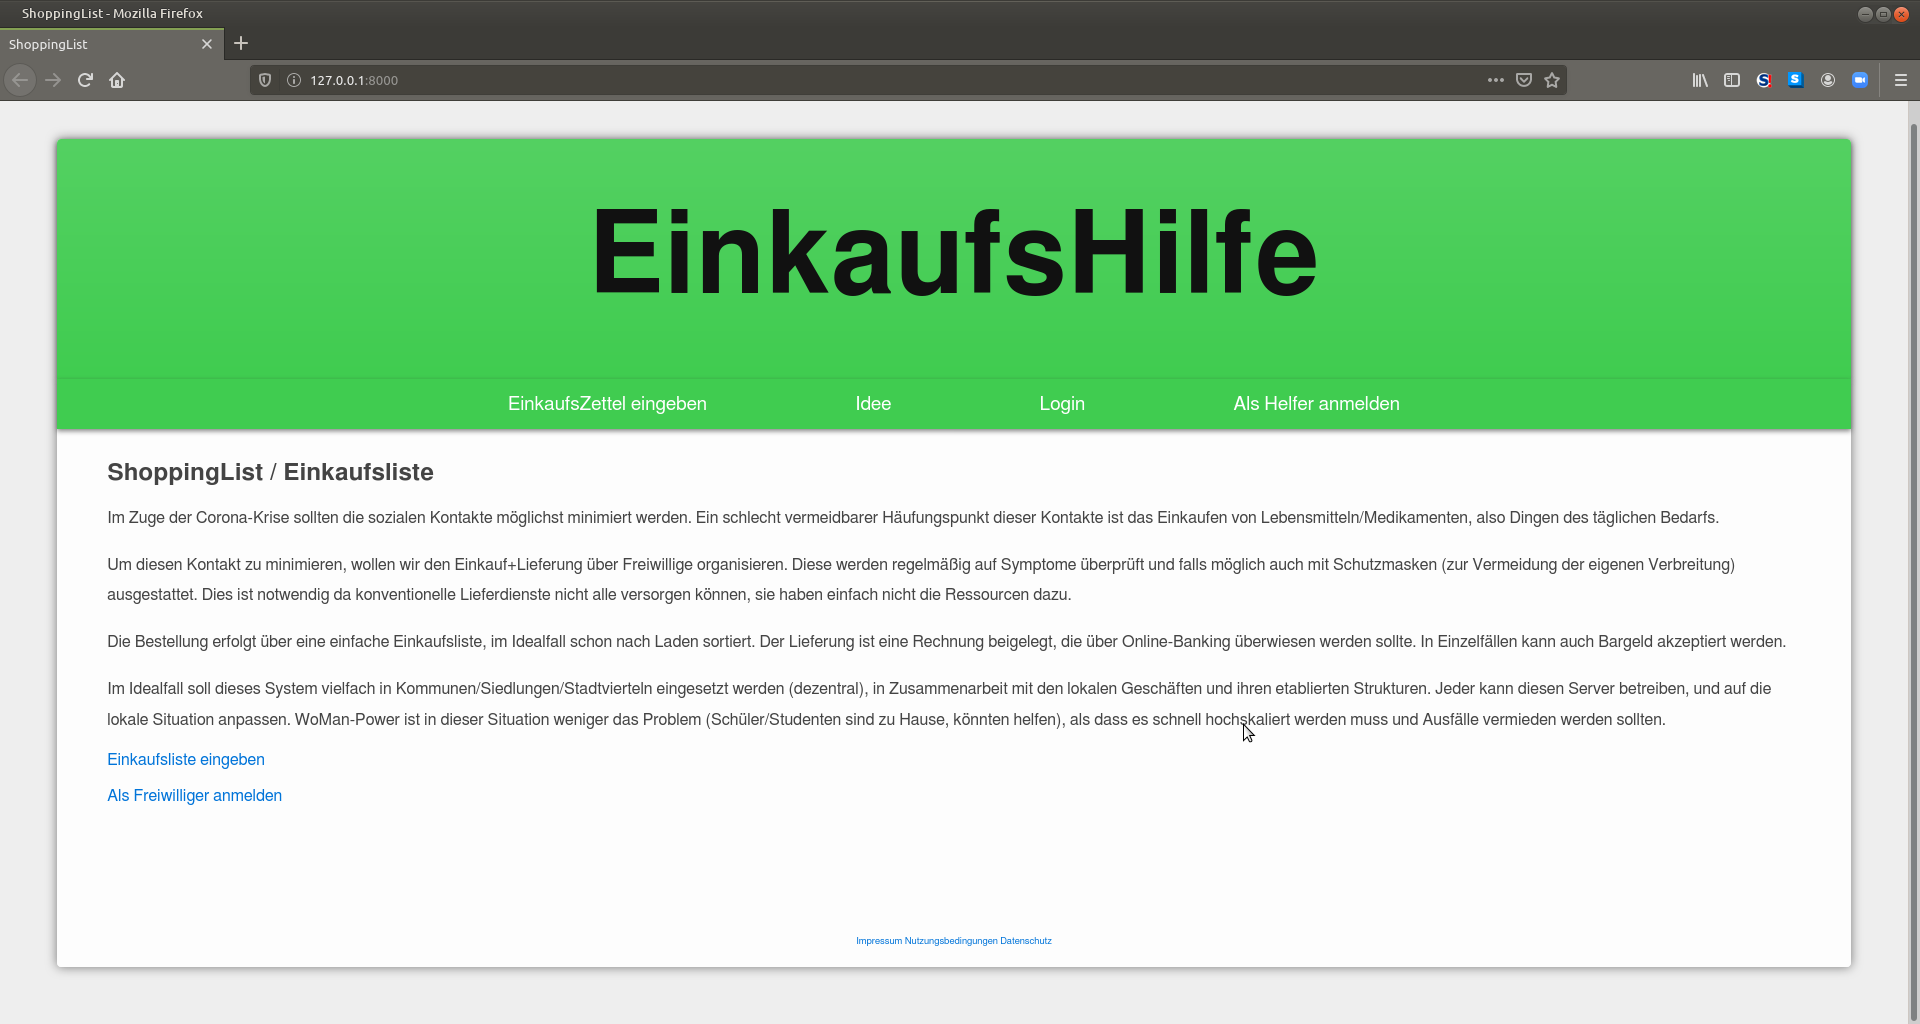 ShoppingList - Mozilla Firefox
ShoppingList
127.0.0.1:8000
EinkaufsHilfe
EinkaufsZettel eingeben Idee Login Als Helfer anmelden
ShoppingList / Einkaufsliste
Im Zuge der Corona-Krise sollten die sozialen Kontakte möglichst minimiert werden. Ein schlecht vermeidbarer Häufungspunkt dieser Kontakte ist das Einkaufen von Lebensmitteln/Medikamenten, also Dingen des täglichen Bedarfs.
Um diesen Kontakt zu minimieren, wollen wir den Einkauf+Lieferung über Freiwillige organisieren. Diese werden regelmäßig auf Symptome überprüft und falls möglich auch mit Schutzmasken (zur Vermeidung der eigenen Verbreitung)
ausgestattet. Dies ist notwendig da konventionelle Lieferdienste nicht alle versorgen können, sie haben einfach nicht die Ressourcen dazu.
Die Bestellung erfolgt über eine einfache Einkaufsliste, im Idealfall schon nach Laden sortiert. Der Lieferung ist eine Rechnung beigelegt, die über Online-Banking überwiesen werden sollte. In Einzelfällen kann auch Bargeld akzeptiert werden.
Im Idealfall soll dieses System vielfach in Kommunen/Siedlungen/Stadtvierteln eingesetzt werden (dezentral), in Zusammenarbeit mit den lokalen Geschäften und ihren etablierten Strukturen. Jeder kann diesen Server betreiben, und auf die
lokale Situation anpassen. WoMan-Power ist in dieser Situation weniger das Problem (Schüler/Studenten sind zu Hause, könnten helfen), als dass es schnell hochskaliert werden muss und Ausfälle vermieden werden sollten.
Einkaufsliste eingeben
Als Freiwilliger anmelden
Impressum Nutzungsbedingungen Datenschutz